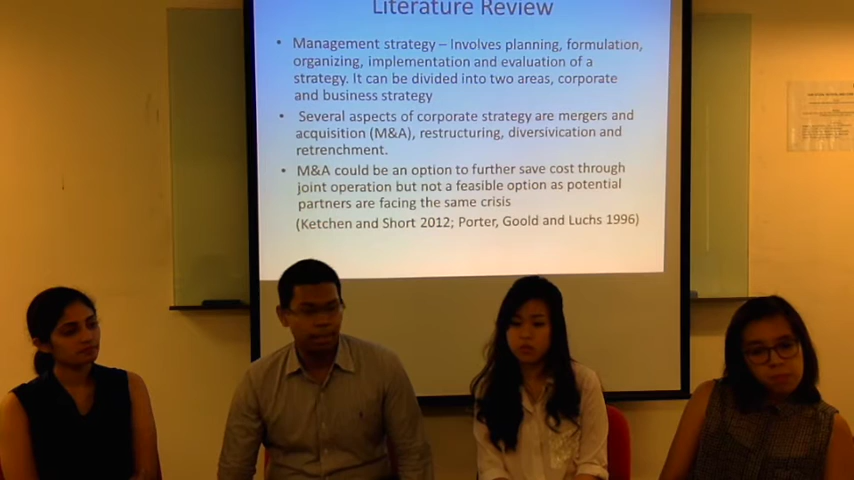 Literature Review
• Management strategy – Involves planning, formulation,
organizing, implementation and evaluation of a
strategy. It can be divided into two areas, corporate
and business strategy
• Several aspects of corporate strategy are mergers and
acquisition (M&A), restructuring, diversivication and
retrenchment.
• M&A could be an option to further save cost through
joint operation but not a feasible option as potential
partners are facing the same crisis
(Ketchen and Short 2012; Porter, Goold and Luchs 1996)